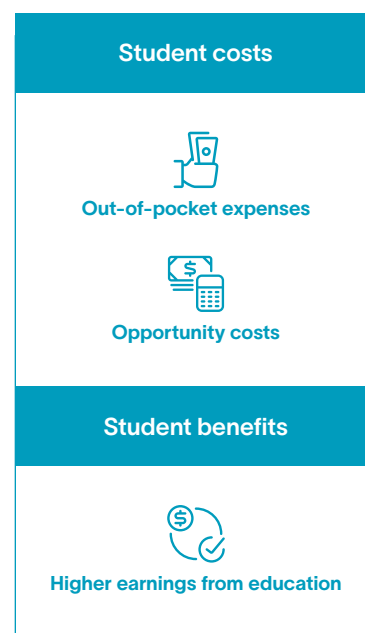 Student costs
Out-of-pocket expenses
$
Opportunity costs
Student benefits
$
Higher earnings from education